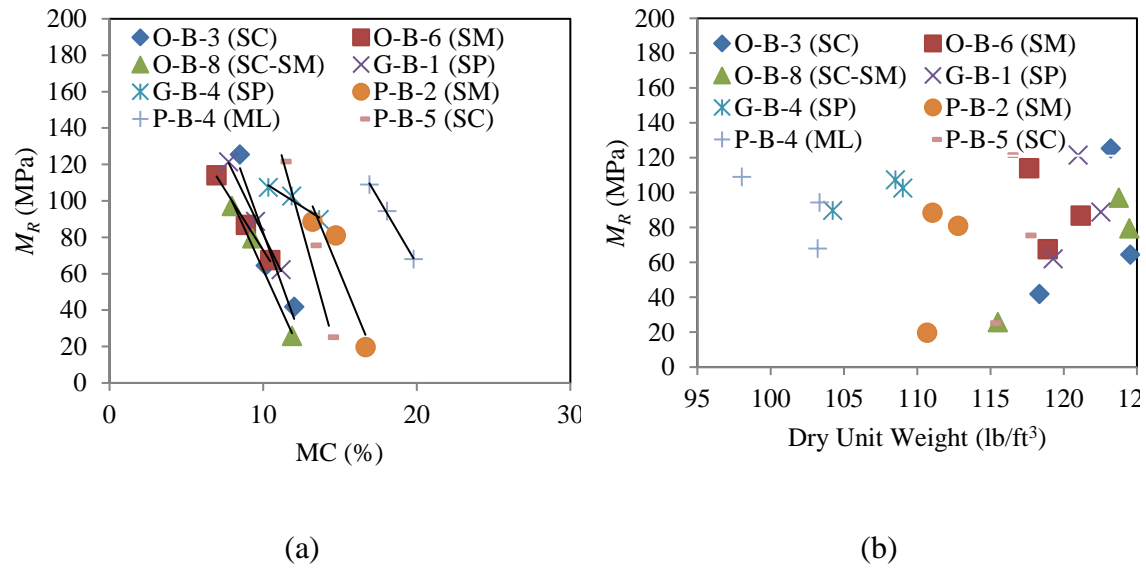 200
180
160
140
120
100
80
60
40
20
0
M_R (MPa)
O-B-3 (SC) O-B-6 (SM)
O-B-8 (SC-SM) G-B-1 (SP)
G-B-4 (SP) P-B-2 (SM)
P-B-4 (ML) P-B-5 (SC)
0 10 20 30
MC (%)
(a)
200
180
160
140
120
100
80
60
40
20
0
M_R (MPa)
O-B-3 (SC) O-B-6 (SM)
O-B-8 (SC-SM) G-B-1 (SP)
G-B-4 (SP) P-B-2 (SM)
P-B-4 (ML) P-B-5 (SC)
95 100 105 110 115 120 12
Dry Unit Weight (lb/ft³)
(b)